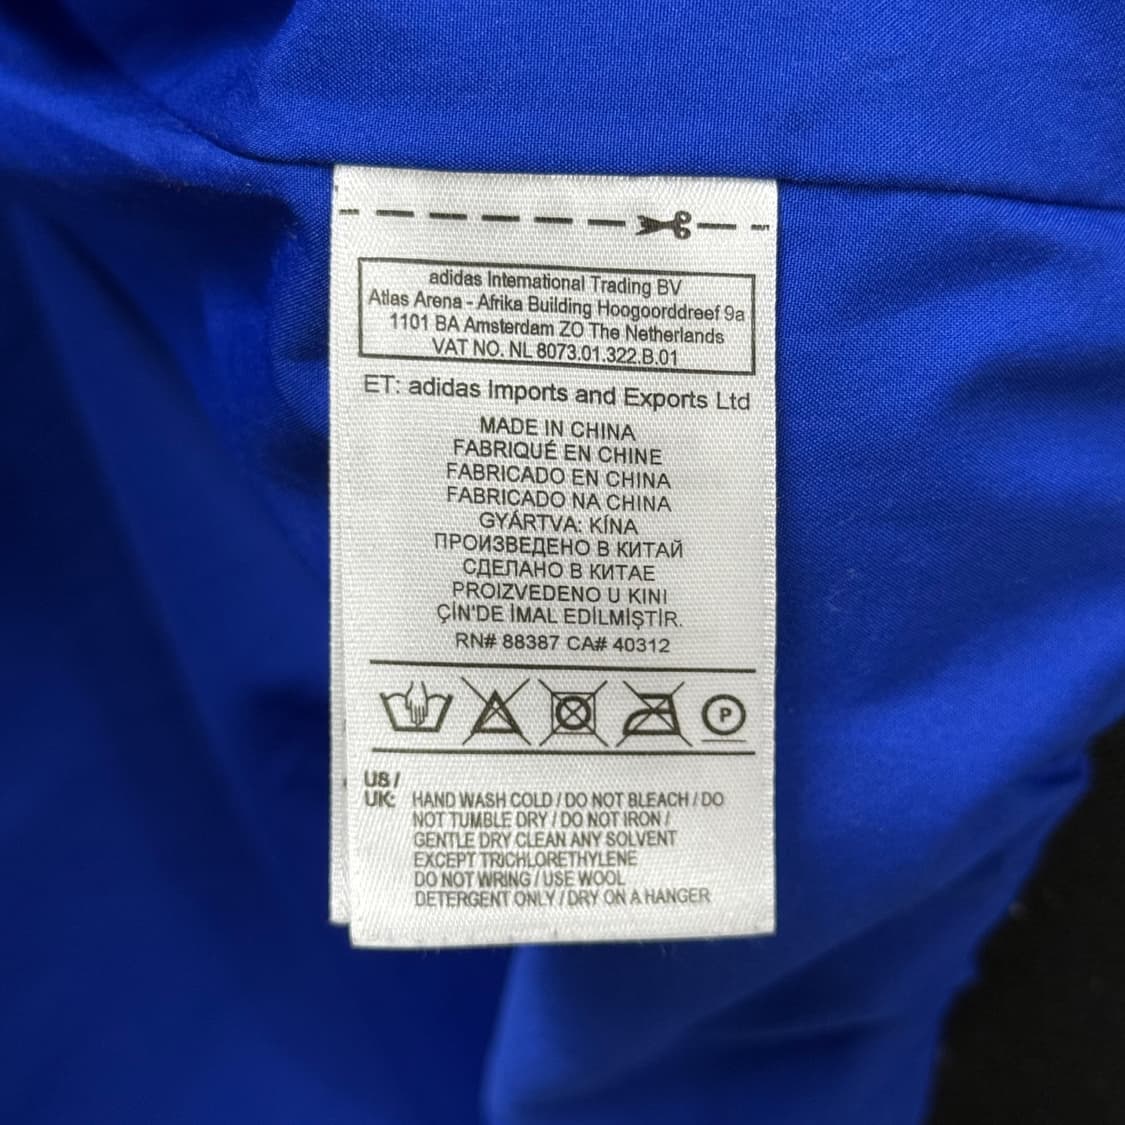 adidas International Trading BV
Atlas Arena - Afrika Building Hoogoorddreef 9a
1101 BA Amsterdam ZO The Netherlands
VAT NO. NL 8073.01.322.B.01
ET: adidas Imports and Exports Ltd
MADE IN CHINA
FABRIQUÉ EN CHINE
FABRICADO EN CHINA
FABRICADO NA CHINA
GYÁRTVA: KÍNA
ПРОИЗВЕДЕНО В КИТАЙ
СДЕЛАНО В КИТАЕ
PROIZVEDENO U KINI
ÇİN'DE İMAL EDİLMİŞTİR.
RN# 88387 CA# 40312
P
US /
UK: HAND WASH COLD / DO NOT BLEACH / DO
NOT TUMBLE DRY / DO NOT IRON /
GENTLE DRY CLEAN ANY SOLVENT
EXCEPT TRICHLORETHYLENE
DO NOT WRING / USE WOOL
DETERGENT ONLY / DRY ON A HANGER